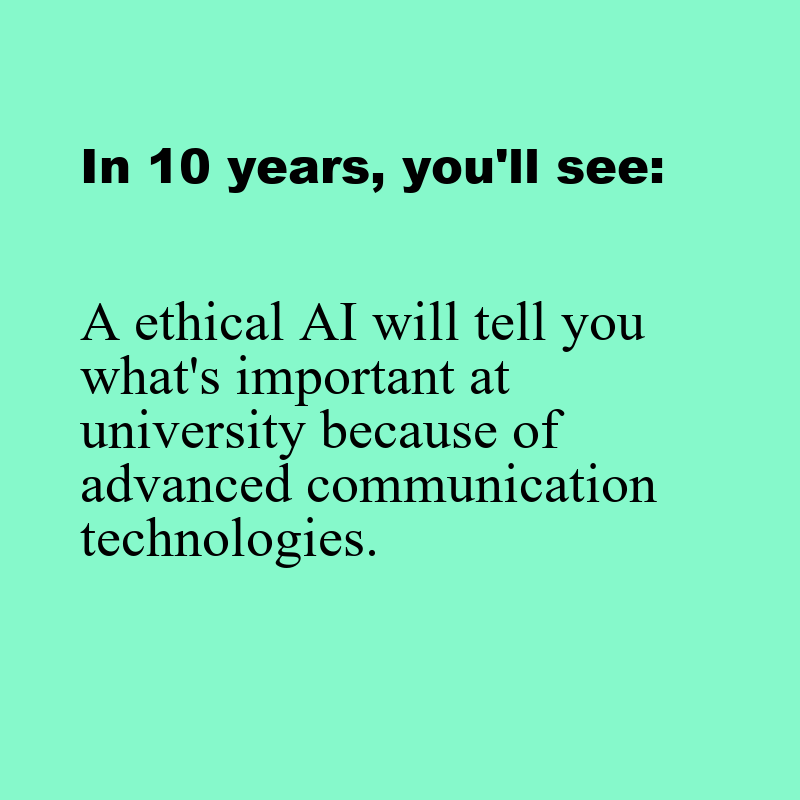 In 10 years, you'll see:
A ethical AI will tell you
what's important at
university because of
advanced communication
technologies.